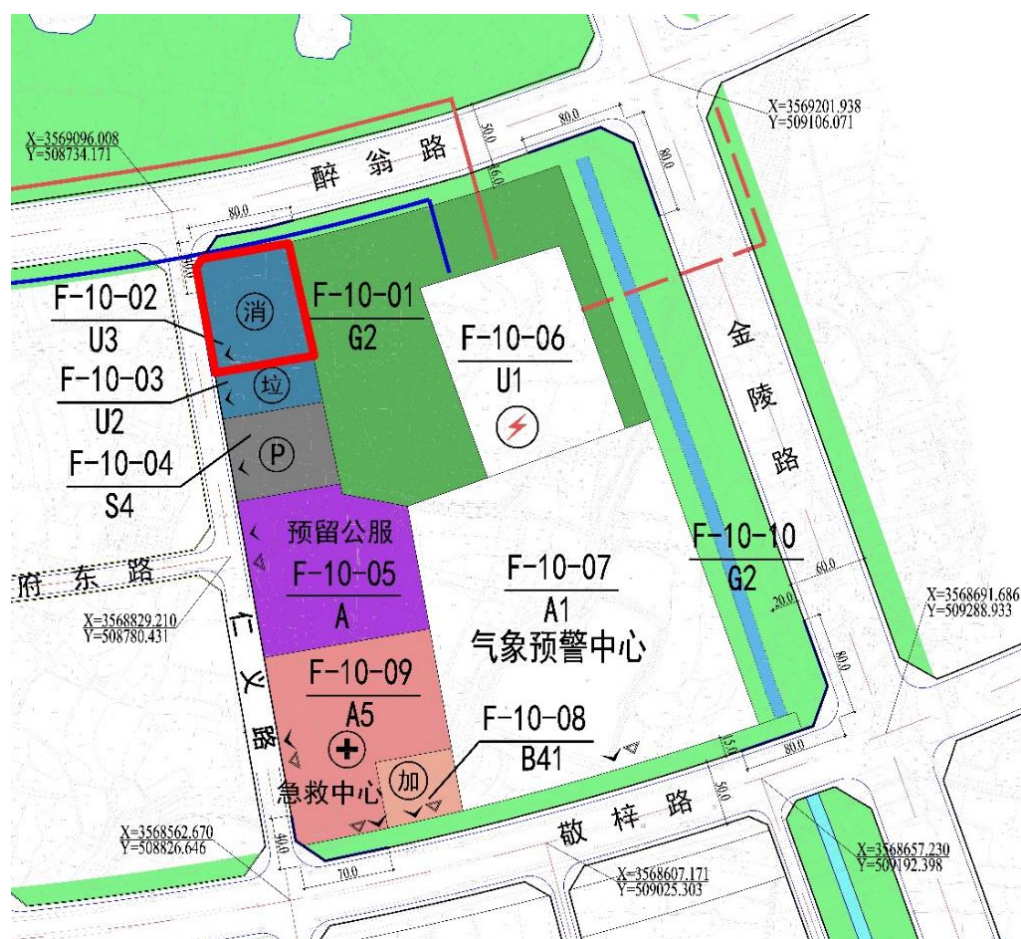 X=3569201.938
Y=509106.071
X=3569096.008
Y=508734.171
醉翁路
50.0
16.0
80.0
80.0
80.0
40.0
消
F-10-01
G2
F-10-02
U3
垃
F-10-03
U2
P
F-10-04
S4
F-10-06
U1
金陵路
预留公服
F-10-05
A
F-10-07
A1
气象预警中心
F-10-10
G2
60.0
20.0
府东路
X=3568829.210
Y=508780.431
仁义路
X=3568691.686
Y=509288.933
F-10-09
A5
急救中心
F-10-08
B41
加
80.0
15.0
80.0
50.0
敬梓路
X=3568562.670
Y=508826.646
40.0
70.0
X=3568607.171
Y=509025.303
X=3568657.230
Y=509192.398